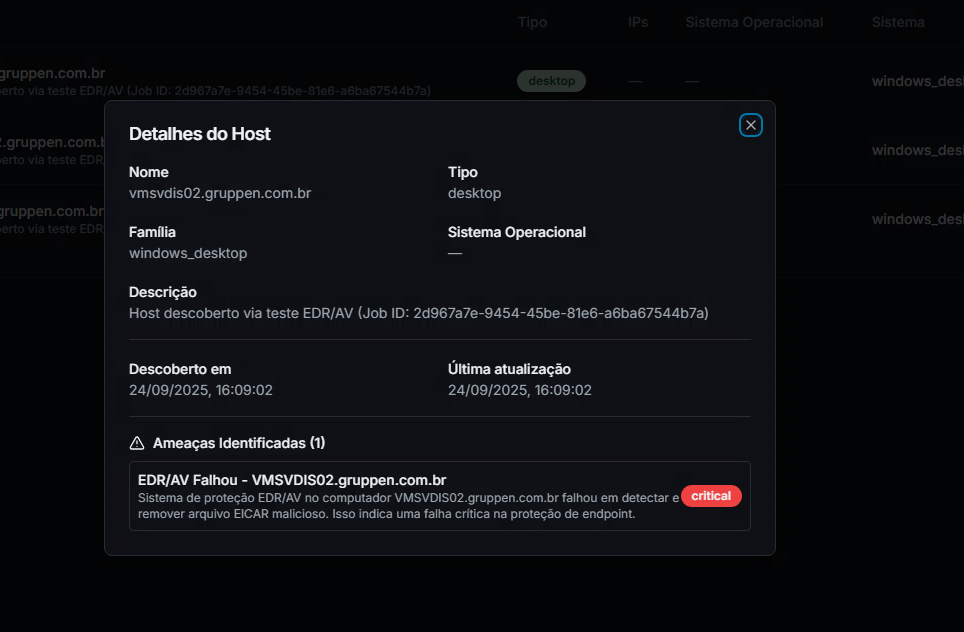 Tipo IPs Sistema Operacional Sistema
gruppen.com.br desktop — — windows_des
erto via teste EDR/AV (Job ID: 2d967a7e-9454-45be-81e6-a6ba67544b7a)
Detalhes do Host
2.gruppen.com.b windows_des
erto via teste EDR
gruppen.com.br windows_des
erto via teste EDR
Nome Tipo
vmsvdis02.gruppen.com.br desktop
Família Sistema Operacional
windows_desktop —
Descrição
Host descoberto via teste EDR/AV (Job ID: 2d967a7e-9454-45be-81e6-a6ba67544b7a)
Descoberto em Última atualização
24/09/2025, 16:09:02 24/09/2025, 16:09:02
Ameaças Identificadas (1)
EDR/AV Falhou - VMSVDIS02.gruppen.com.br
Sistema de proteção EDR/AV no computador VMSVDIS02.gruppen.com.br falhou em detectar e
remover arquivo EICAR malicioso. Isso indica uma falha crítica na proteção de endpoint.
critical